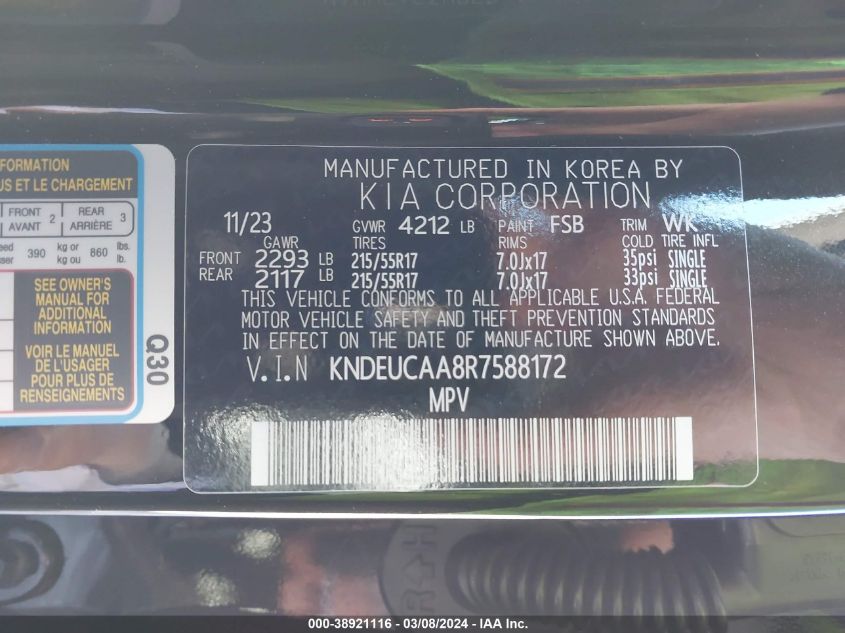 FORMATION
US ET LE CHARGEMENT
FRONT AVANT 2 REAR ARRIÈRE 3
390 kg or kg ou 860 lbs. lb.
SEE OWNER'S
MANUAL FOR
ADDITIONAL
INFORMATION
VOIR LE MANUEL
DE L'USAGER
POUR PLUS DE
RENSEIGNEMENTS
Q30
MANUFACTURED IN KOREA BY
KIA CORPORATION
11/23 GVWR 4212 LB PAINT FSB TRIM WK
GAWR TIRES RIMS COLD TIRE INFL
FRONT 2293 LB 215/55R17 7.0Jx17 35psi SINGLE
REAR 2117 LB 215/55R17 7.0Jx17 33psi SINGLE
THIS VEHICLE CONFORMS TO ALL APPLICABLE U.S.A. FEDERAL
MOTOR VEHICLE SAFETY AND THEFT PREVENTION STANDARDS
IN EFFECT ON THE DATE OF MANUFACTURE SHOWN ABOVE.
V.I.N KNDEUCAA8R7588172
MPV
000-38921116 - 03/08/2024 - IAA Inc.